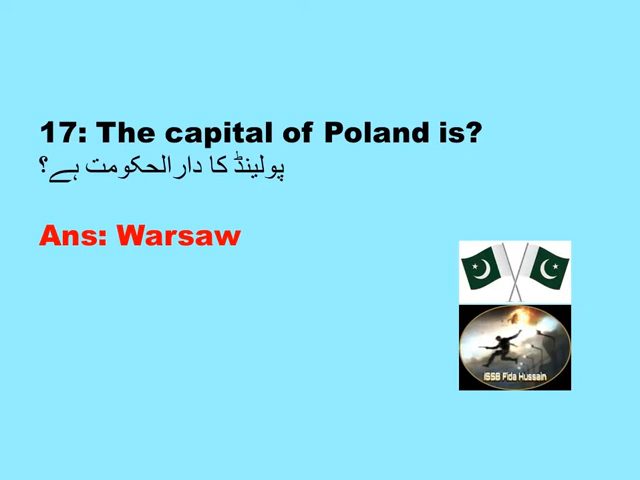 17: The capital of Poland is?
پولینڈ کا دارالحکومت ہے؟
Ans: Warsaw
ISSB Fida Hussain